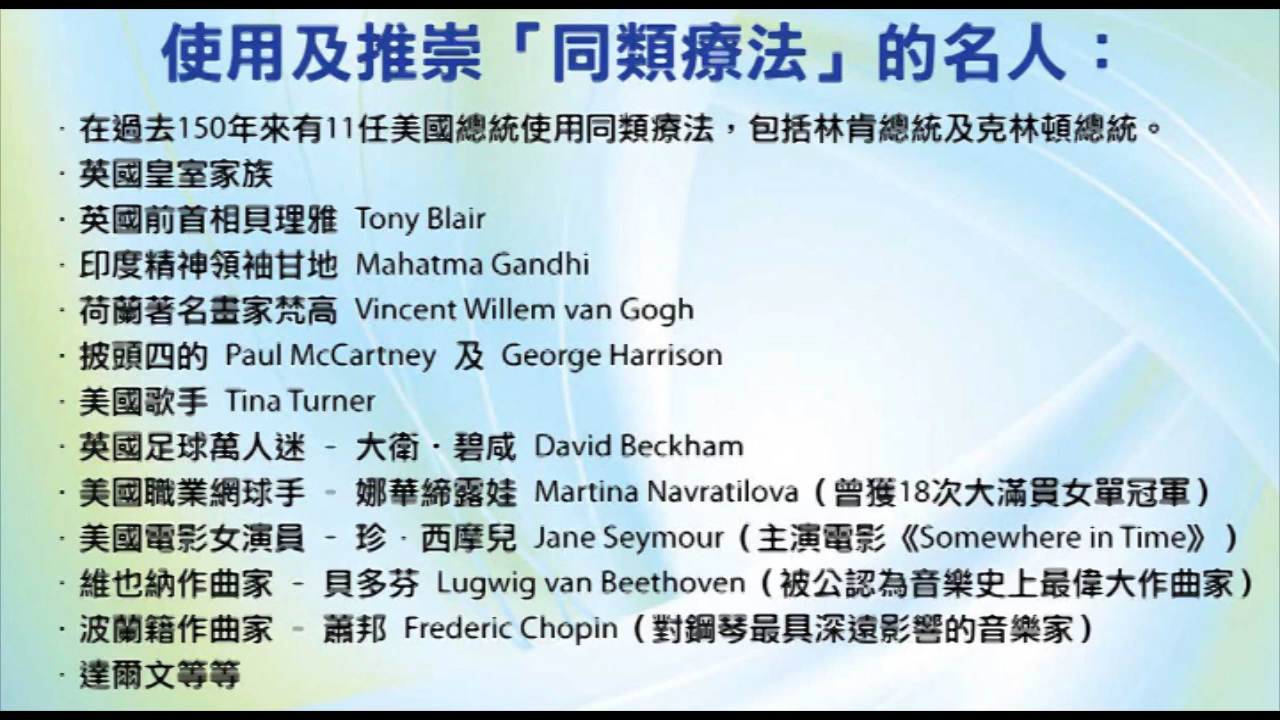 使用及推崇「同類療法」的名人：
· 在過去150年來有11任美國總統使用同類療法，包括林肯總統及克林頓總統。
· 英國皇室家族
· 英國前首相貝理雅 Tony Blair
· 印度精神領袖甘地 Mahatma Gandhi
· 荷蘭著名畫家梵高 Vincent Willem van Gogh
· 披頭四的 Paul McCartney 及 George Harrison
· 美國歌手 Tina Turner
· 英國足球萬人迷 - 大衛·碧咸 David Beckham
· 美國職業網球手 - 娜華締露娃 Martina Navratilova（曾獲18次大滿買女單冠軍）
· 美國電影女演員 - 珍·西摩兒 Jane Seymour（主演電影《Somewhere in Time》）
· 維也納作曲家 - 貝多芬 Lugwig van Beethoven（被公認為音樂史上最偉大作曲家）
· 波蘭籍作曲家 - 蕭邦 Frederic Chopin（對鋼琴最具深遠影響的音樂家）
· 達爾文等等